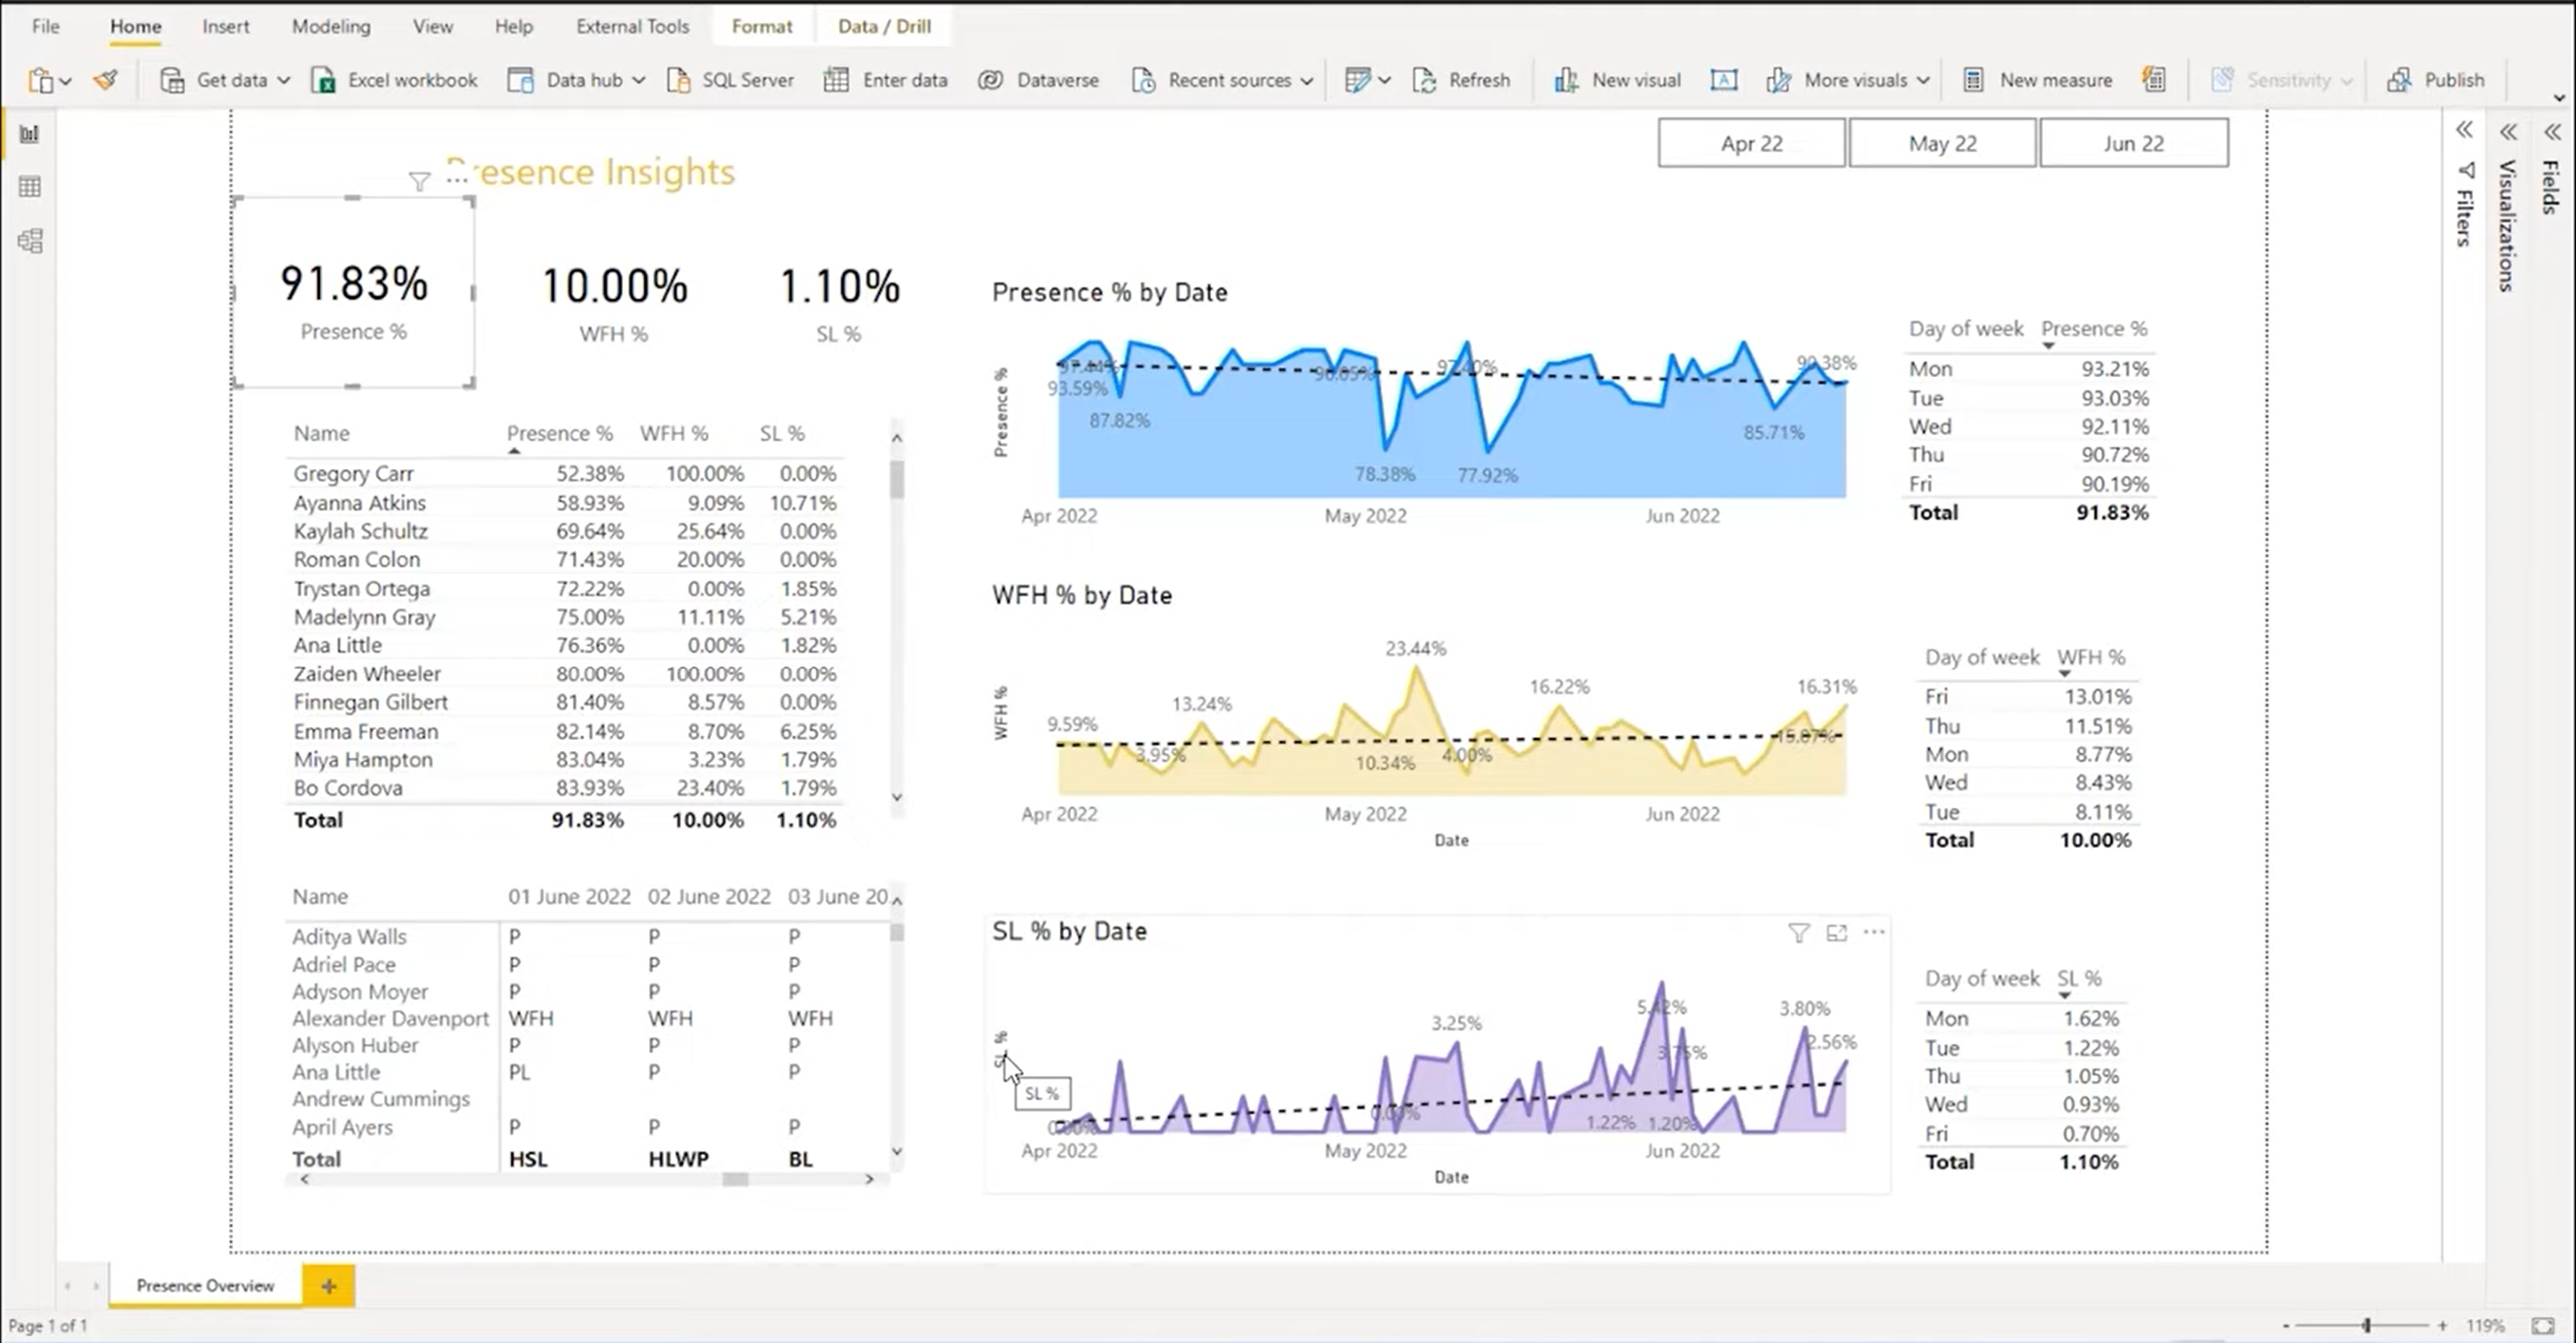 File Home Insert Modeling View Help External Tools Format Data / Drill
Get data Excel workbook Data hub SQL Server Enter data Dataverse Recent sources Refresh New visual More visuals New measure Sensitivity Publish
Apr 22 May 22 Jun 22
Presence Insights
91.83%
Presence %
10.00%
WFH %
1.10%
SL %
Name Presence % WFH % SL %
Gregory Carr 52.38% 100.00% 0.00%
Ayanna Atkins 58.93% 9.09% 10.71%
Kaylah Schultz 69.64% 25.64% 0.00%
Roman Colon 71.43% 20.00% 0.00%
Trystan Ortega 72.22% 0.00% 1.85%
Madelynn Gray 75.00% 11.11% 5.21%
Ana Little 76.36% 0.00% 1.82%
Zaiden Wheeler 80.00% 100.00% 0.00%
Finnegan Gilbert 81.40% 8.57% 0.00%
Emma Freeman 82.14% 8.70% 6.25%
Miya Hampton 83.04% 3.23% 1.79%
Bo Cordova 83.93% 23.40% 1.79%
Total 91.83% 10.00% 1.10%
Name 01 June 2022 02 June 2022 03 June 20
Aditya Walls P P P
Adriel Pace P P P
Adyson Moyer P P P
Alexander Davenport WFH WFH WFH
Alyson Huber P P P
Ana Little PL P P
Andrew Cummings
April Ayers P P P
Total HSL HLWP BL
Presence % by Date
Presence %
97.44%
93.59%
87.82%
78.38%
97.40%
77.92%
85.71%
90.38%
Apr 2022 May 2022 Jun 2022
Day of week Presence %
Mon 93.21%
Tue 93.03%
Wed 92.11%
Thu 90.72%
Fri 90.19%
Total 91.83%
WFH % by Date
WFH %
9.59%
3.95%
13.24%
10.34%
23.44%
4.00%
16.22%
15.07%
16.31%
Apr 2022 May 2022 Jun 2022
Date
Day of week WFH %
Fri 13.01%
Thu 11.51%
Mon 8.77%
Wed 8.43%
Tue 8.11%
Total 10.00%
SL % by Date
SL %
SL %
0.00%
0.00%
3.25%
1.22%
5.42%
1.20%
3.75%
3.80%
2.56%
Apr 2022 May 2022 Jun 2022
Date
Day of week SL %
Mon 1.62%
Tue 1.22%
Thu 1.05%
Wed 0.93%
Fri 0.70%
Total 1.10%
Filters
Visualizations
Fields
Presence Overview
Page 1 of 1
119%